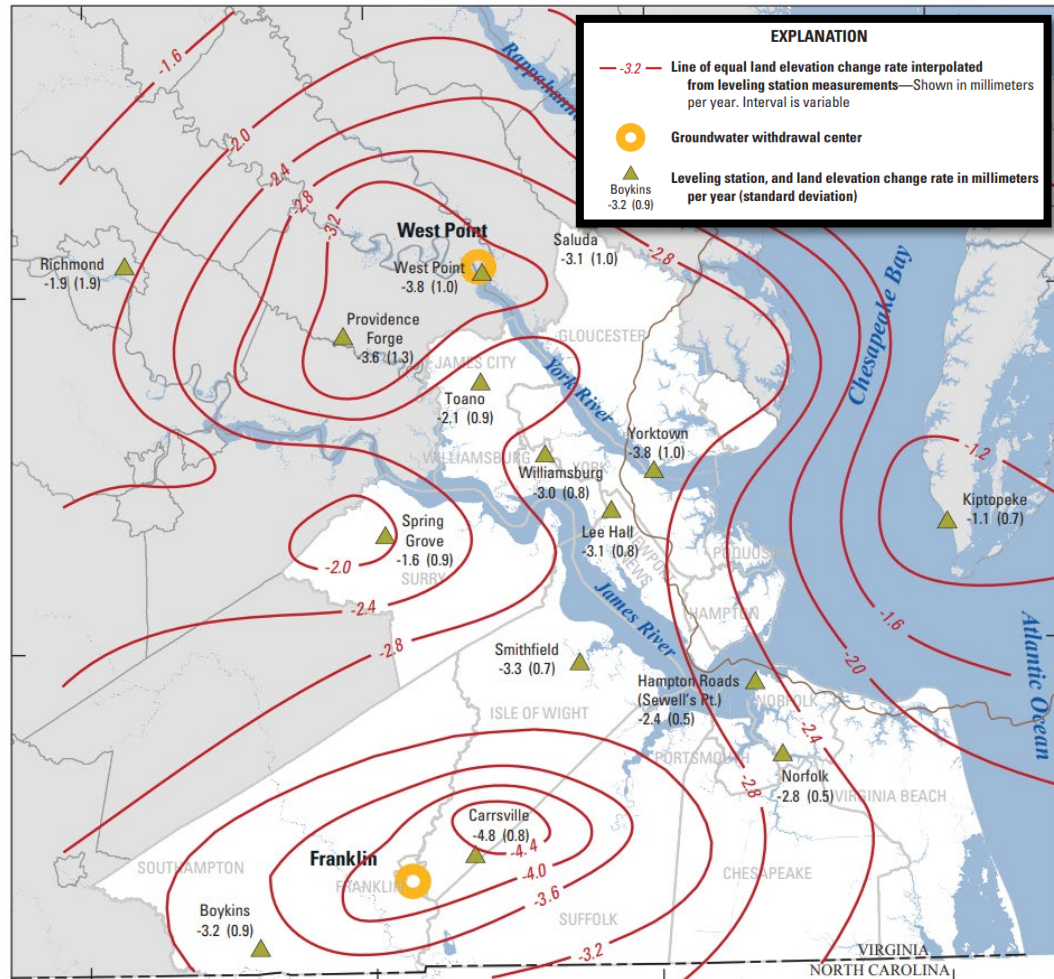 EXPLANATION
-3.2 Line of equal land elevation change rate interpolated
from leveling station measurements—Shown in millimeters
per year. Interval is variable
Groundwater withdrawal center
Leveling station, and land elevation change rate in millimeters
per year (standard deviation)
Boykins
-3.2 (0.9)
-1.6
-2.0
-2.4
-2.8
-3.2
West Point
West Point
-3.8 (1.0)
Saluda
-3.1 (1.0)
-2.8
Richmond
-1.9 (1.9)
Providence
Forge
-3.6 (1.3)
GLOUCESTER
JAMES CITY
York River
Chesapeake Bay
Toano
-2.1 (0.9)
Yorktown
-3.8 (1.0)
WILLIAMSBURG
YORK
Williamsburg
-3.0 (0.8)
-1.2
Kiptopeke
-1.1 (0.7)
Spring
Grove
-1.6 (0.9)
Lee Hall
-3.1 (0.8)
NEWPORT
NEWS
POQUOSON
-2.0
SURRY
-2.4
HAMPTON
-1.6
James River
Atlantic Ocean
-2.8
Smithfield
-3.3 (0.7)
Hampton Roads
(Sewell's Pt.)
-2.4 (0.5)
-2.0
NORFOLK
ISLE OF WIGHT
-2.4
PORTSMOUTH
Norfolk
-2.8 (0.5)
-2.8
VIRGINIA BEACH
Carrsville
-4.8 (0.8)
-4.4
Franklin
-4.0
SOUTHAMPTON
FRANKLIN
-3.6
CHESAPEAKE
Boykins
-3.2 (0.9)
SUFFOLK
-3.2
VIRGINIA
NORTH CAROLINA